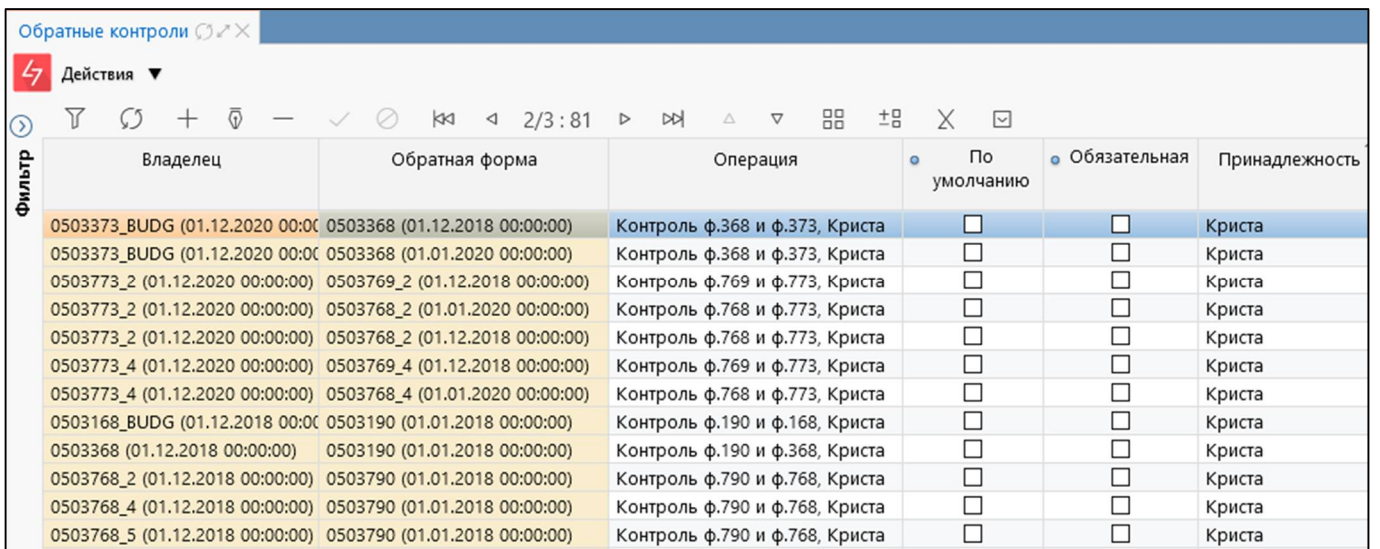 Обратные контроли
Действия ▼
2/3 : 81
Фильтр
Владелец Обратная форма Операция По умолчанию Обязательная Принадлежность
0503373_BUDG (01.12.2020 00:00 0503368 (01.12.2018 00:00:00) Контроль ф.368 и ф.373, Криста Криста
0503373_BUDG (01.12.2020 00:00 0503368 (01.01.2020 00:00:00) Контроль ф.368 и ф.373, Криста Криста
0503773_2 (01.12.2020 00:00:00) 0503769_2 (01.12.2018 00:00:00) Контроль ф.769 и ф.773, Криста Криста
0503773_2 (01.12.2020 00:00:00) 0503768_2 (01.01.2020 00:00:00) Контроль ф.768 и ф.773, Криста Криста
0503773_2 (01.12.2020 00:00:00) 0503768_2 (01.12.2018 00:00:00) Контроль ф.768 и ф.773, Криста Криста
0503773_4 (01.12.2020 00:00:00) 0503769_4 (01.12.2018 00:00:00) Контроль ф.769 и ф.773, Криста Криста
0503773_4 (01.12.2020 00:00:00) 0503768_4 (01.01.2020 00:00:00) Контроль ф.768 и ф.773, Криста Криста
0503168_BUDG (01.12.2018 00:00 0503190 (01.01.2018 00:00:00) Контроль ф.190 и ф.168, Криста Криста
0503368 (01.12.2018 00:00:00) 0503190 (01.01.2018 00:00:00) Контроль ф.190 и ф.368, Криста Криста
0503768_2 (01.12.2018 00:00:00) 0503790 (01.01.2018 00:00:00) Контроль ф.790 и ф.768, Криста Криста
0503768_4 (01.12.2018 00:00:00) 0503790 (01.01.2018 00:00:00) Контроль ф.790 и ф.768, Криста Криста
0503768_5 (01.12.2018 00:00:00) 0503790 (01.01.2018 00:00:00) Контроль ф.790 и ф.768, Криста Криста